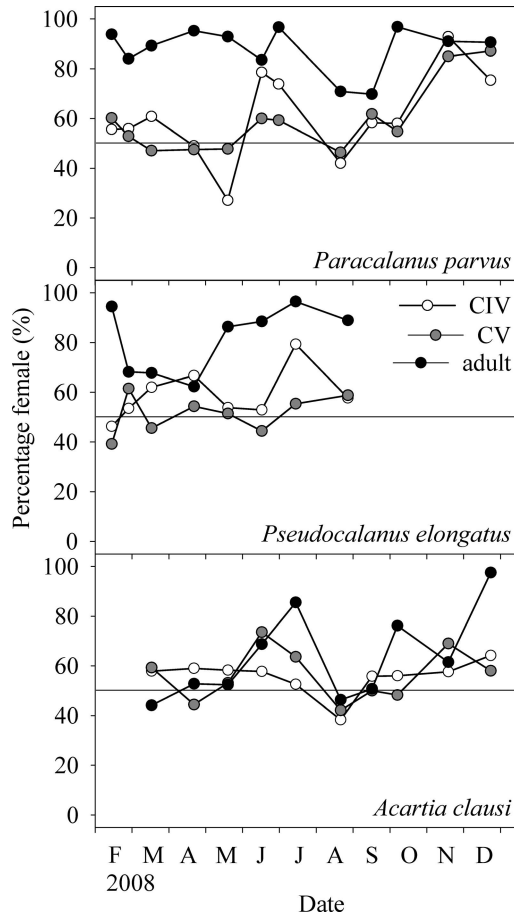 100
80
60
40
20
0
Paracalanus parvus
Percentage female (%)
100
80
60
40
20
0
CIV
CV
adult
Pseudocalanus elongatus
100
80
60
40
20
0
Acartia clausi
F M A M J J A S O N D
2008
Date